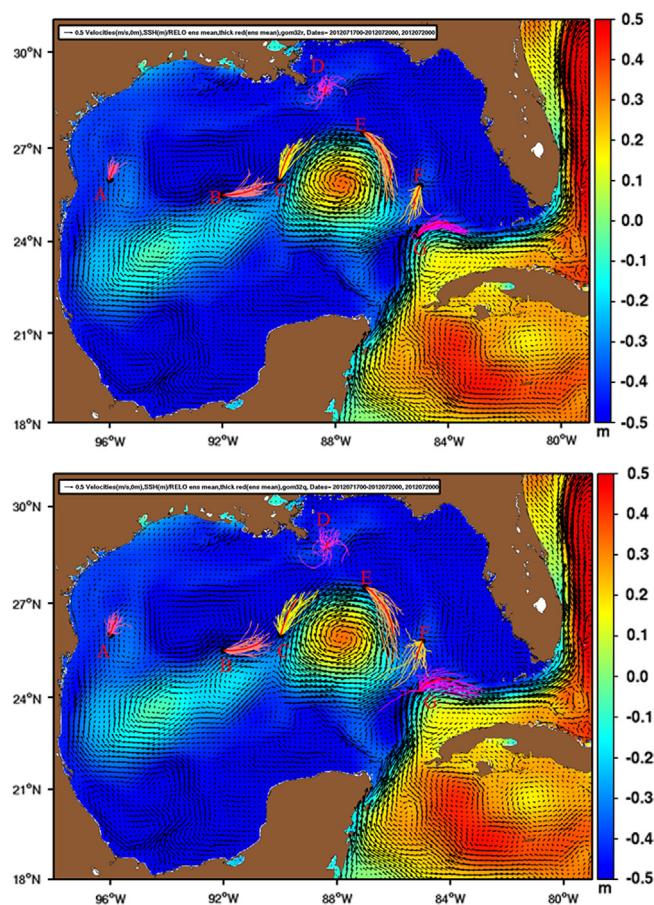 0.5 Velocities(m/s,0m),SSH(m)/RELO ens mean,thick red(ens mean),gom32r, Dates= 2012071700-2012072000, 2012072000
30°N
27°N
24°N
21°N
18°N
96°W
92°W
88°W
84°W
80°W
0.5
0.4
0.3
0.2
0.1
0.0
-0.1
-0.2
-0.3
-0.4
-0.5
m
A
B
C
D
E
F
G
0.5 Velocities(m/s,0m),SSH(m)/RELO ens mean,thick red(ens mean),gom32q, Dates= 2012071700-2012072000, 2012072000
30°N
27°N
24°N
21°N
18°N
96°W
92°W
88°W
84°W
80°W
0.5
0.4
0.3
0.2
0.1
-0.0
-0.1
-0.2
-0.3
-0.4
-0.5
m
A
B
C
D
E
F
G